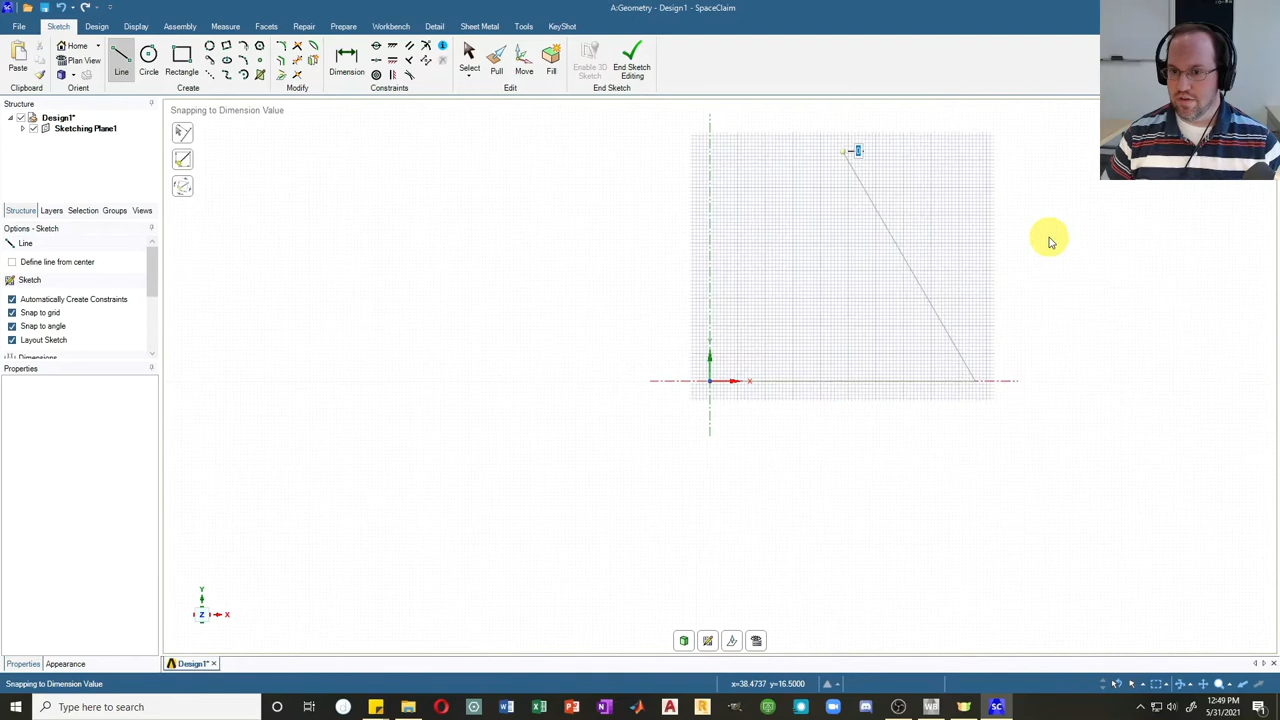 A:Geometry - Design1 - SpaceClaim
File Sketch Design Display Assembly Measure Facets Repair Prepare Workbench Detail Sheet Metal Tools KeyShot
Paste
Home
Plan View
Line Circle Rectangle
Dimension
Select Pull Move Fill
Enable 3D Sketch
End Sketch Editing
Clipboard Orient Create Modify Constraints Edit End Sketch
Structure
Design1*
Sketching Plane1
Snapping to Dimension Value
0
Y
X
Structure Layers Selection Groups Views
Options - Sketch
Line
Define line from center
Sketch
Automatically Create Constraints
Snap to grid
Snap to angle
Layout Sketch
Dimensions
Properties
Y
Z X
Properties Appearance
Design1*
Snapping to Dimension Value
x=38.4737 y=16.5000
Type here to search
12:49 PM
5/31/2021